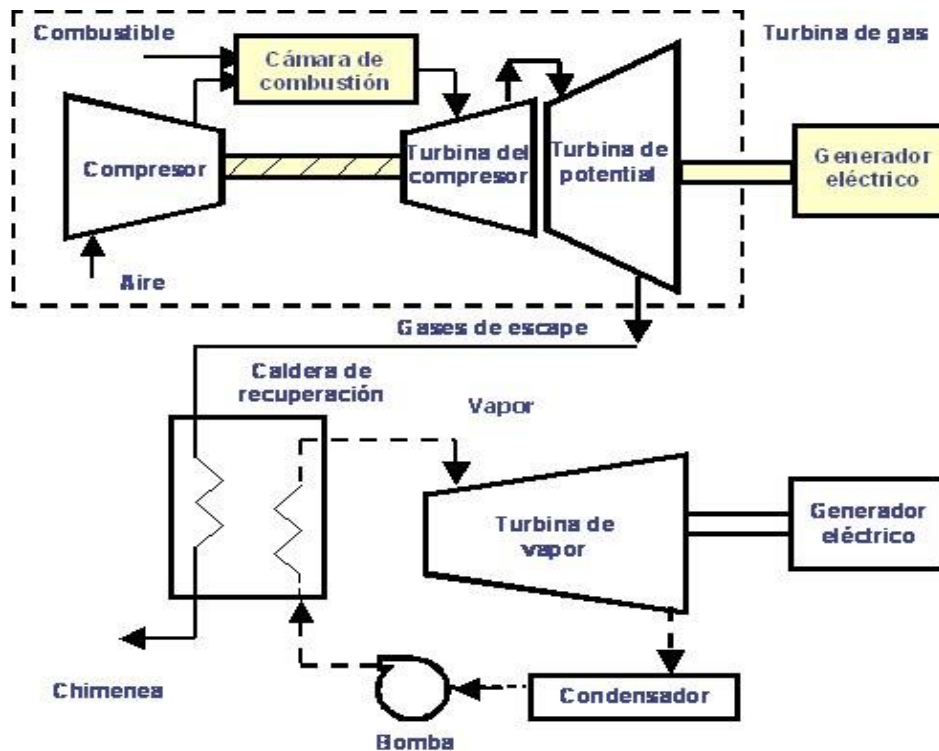 Combustible
Turbina de gas
Cámara de
combustión
Compresor
Turbina del
compresor
Turbina de
potential
Generador
eléctrico
Aire
Gases de escape
Caldera de
recuperación
Vapor
Turbina de
vapor
Generador
eléctrico
Chimenea
Condensador
Bomba